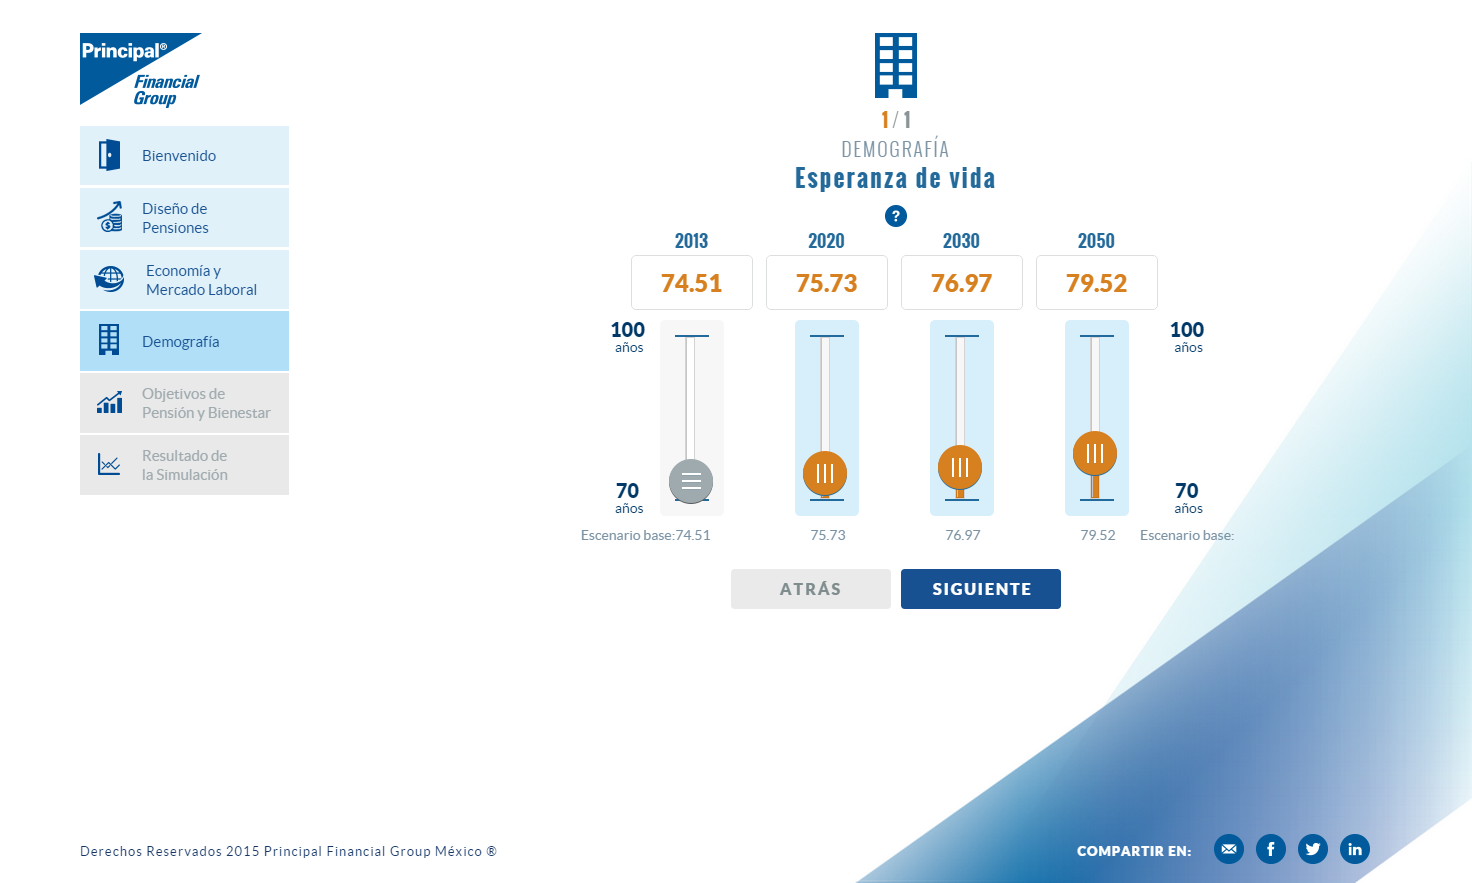 Principal®
Financial
Group
Bienvenido
Diseño de
Pensiones
Economía y
Mercado Laboral
Demografía
Objetivos de
Pensión y Bienestar
Resultado de
la Simulación
1 / 1
DEMOGRAFÍA
Esperanza de vida
?
2013 2020 2030 2050
74.51 75.73 76.97 79.52
100 100
años años
70 70
años años
Escenario base:74.51 75.73 76.97 79.52 Escenario base:
ATRÁS SIGUIENTE
Derechos Reservados 2015 Principal Financial Group México ®
COMPARTIR EN: